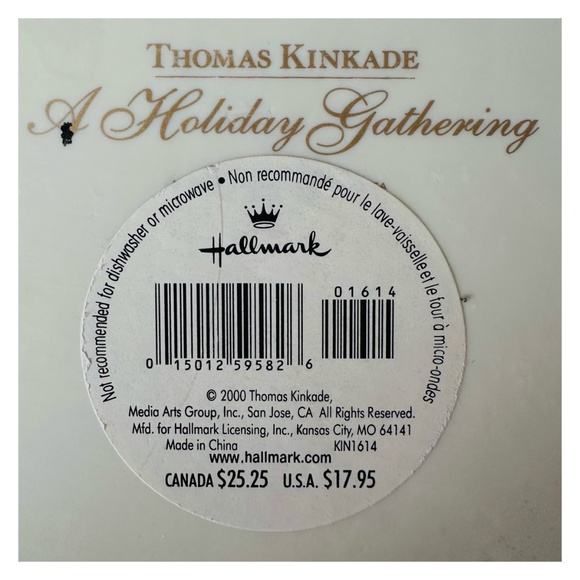 THOMAS KINKADE
A Holiday Gathering
Not recommended for dishwasher or microwave • Non recommandé pour le lave-vaisselle et le four à micro-ondes
Hallmark
01614
0 15012 59582 6
© 2000 Thomas Kinkade,
Media Arts Group, Inc., San Jose, CA All Rights Reserved.
Mfd. for Hallmark Licensing, Inc., Kansas City, MO 64141
Made in China KIN1614
www.hallmark.com
CANADA $25.25 U.S.A. $17.95